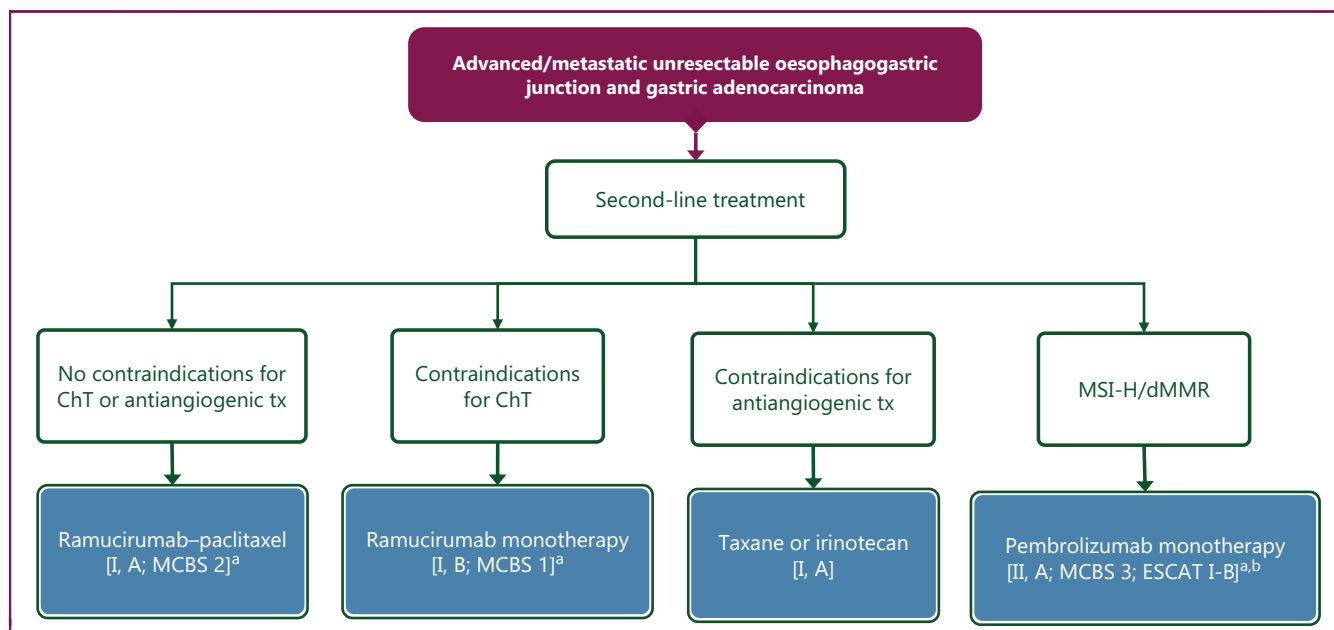 Advanced/metastatic unresectable oesophagogastric
junction and gastric adenocarcinoma
Second-line treatment
No contraindications for
ChT or antiangiogenic tx
Contraindications
for ChT
Contraindications for
antiangiogenic tx
MSI-H/dMMR
Ramucirumab–paclitaxel
[I, A; MCBS 2]a
Ramucirumab monotherapy
[I, B; MCBS 1]a
Taxane or irinotecan
[I, A]
Pembrolizumab monotherapy
[II, A; MCBS 3; ESCAT I-B]a,b